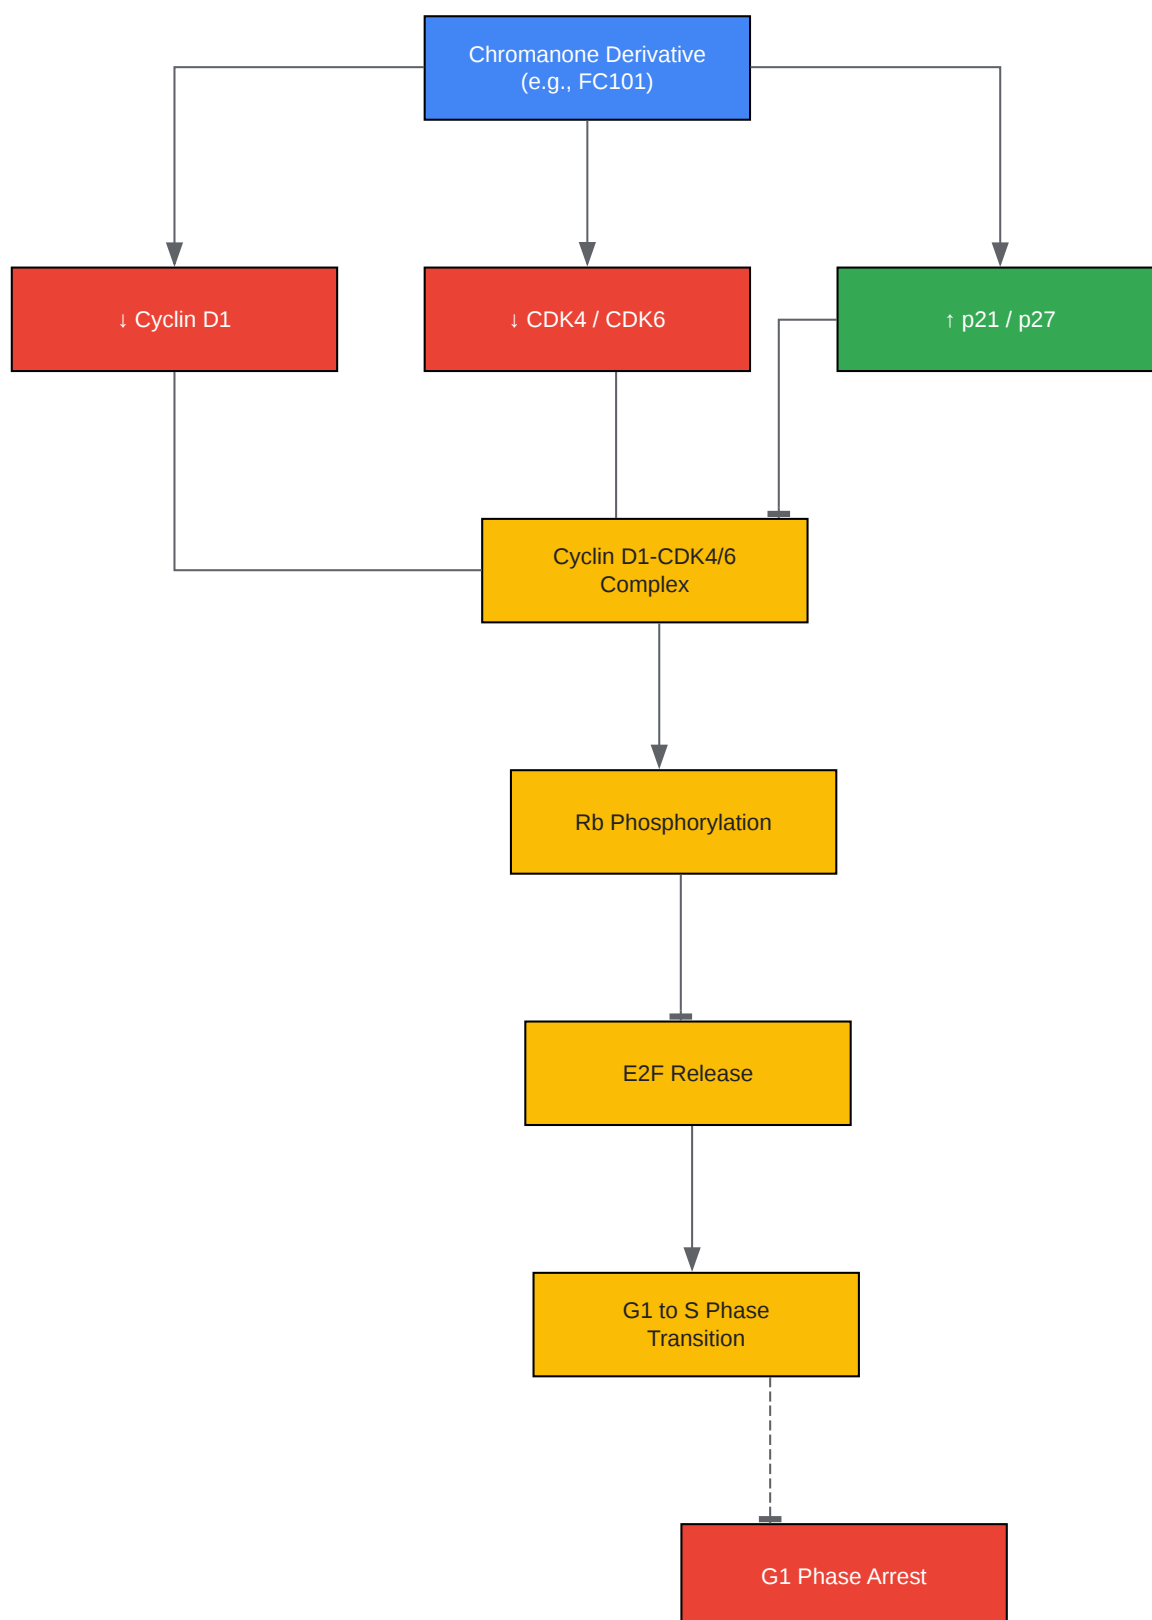 Chromanone Derivative
(e.g., FC101)
↓ Cyclin D1
↓ CDK4 / CDK6
↑ p21 / p27
Cyclin D1-CDK4/6
Complex
Rb Phosphorylation
E2F Release
G1 to S Phase
Transition
G1 Phase Arrest